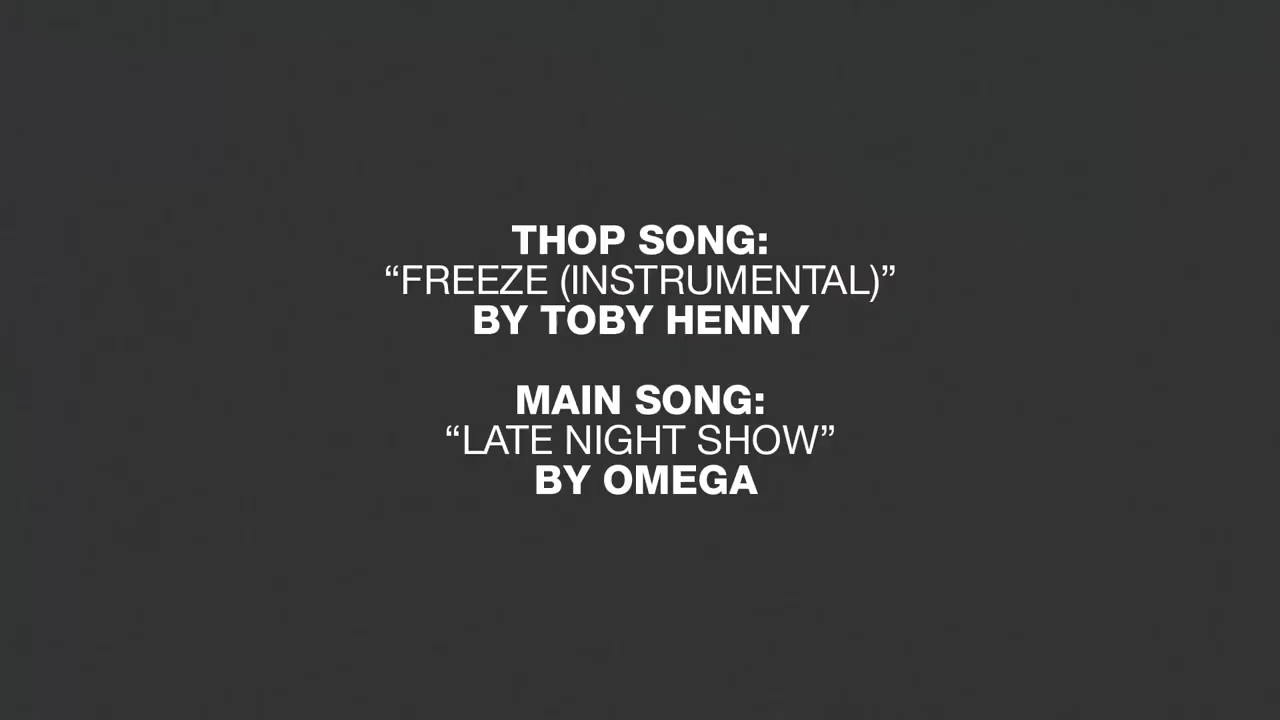 THOP SONG:
“FREEZE (INSTRUMENTAL)”
BY TOBY HENNY
MAIN SONG:
“LATE NIGHT SHOW”
BY OMEGA